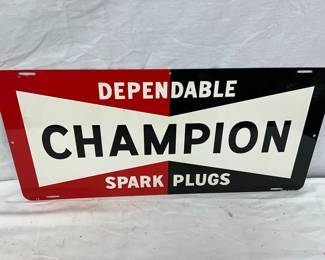 DEPENDABLE
CHAMPION
SPARK PLUGS